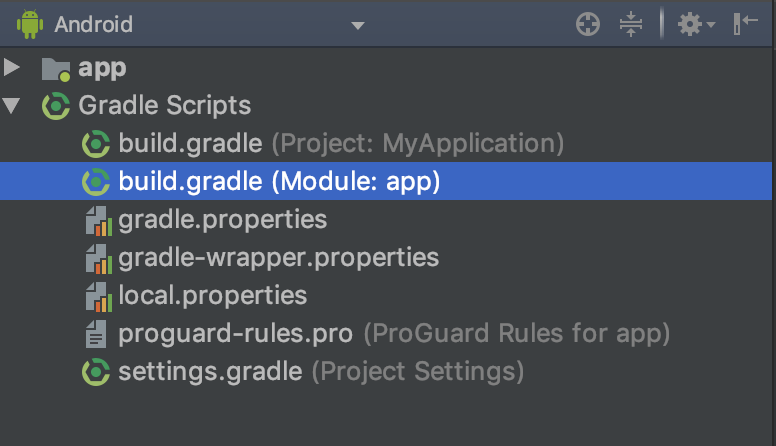 Android
app
Gradle Scripts
build.gradle (Project: MyApplication)
build.gradle (Module: app)
gradle.properties
gradle-wrapper.properties
local.properties
proguard-rules.pro (ProGuard Rules for app)
settings.gradle (Project Settings)